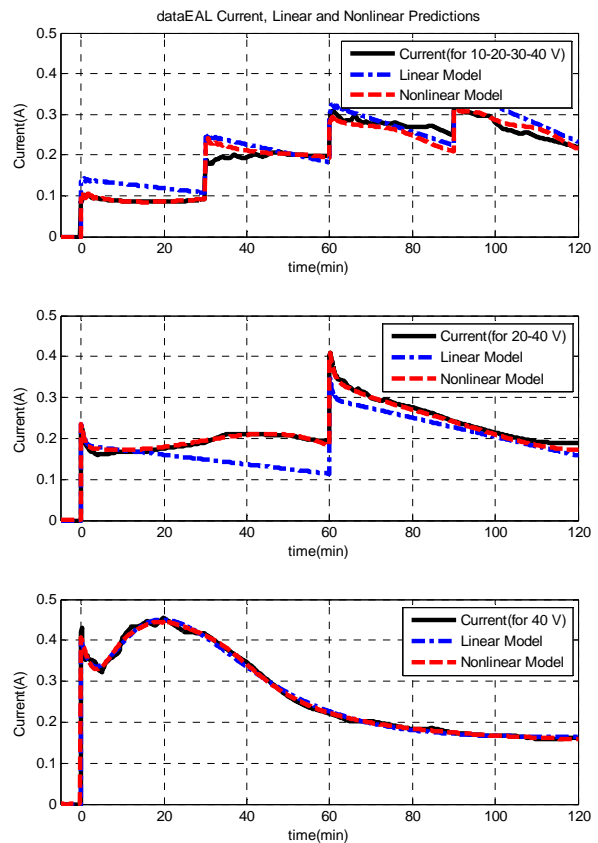 dataEAL Current, Linear and Nonlinear Predictions
0.5
0.4
0.3
0.2
0.1
0
Current(A)
Current(for 10-20-30-40 V)
Linear Model
Nonlinear Model
0 20 40 60 80 100 120
time(min)
0.5
0.4
0.3
0.2
0.1
0
Current(A)
Current(for 20-40 V)
Linear Model
Nonlinear Model
0 20 40 60 80 100 120
time(min)
0.5
0.4
0.3
0.2
0.1
0
Current(A)
Current(for 40 V)
Linear Model
Nonlinear Model
0 20 40 60 80 100 120
time(min)